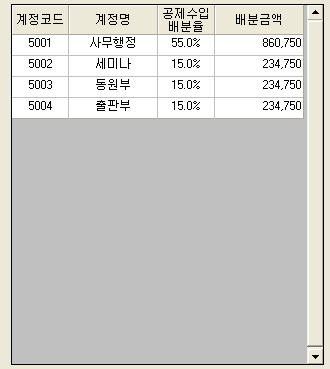 계정코드 계정명 공제수입 배분율 배분금액
5001 사무행정 55.0% 860,750
5002 세미나 15.0% 234,750
5003 동원부 15.0% 234,750
5004 출판부 15.0% 234,750